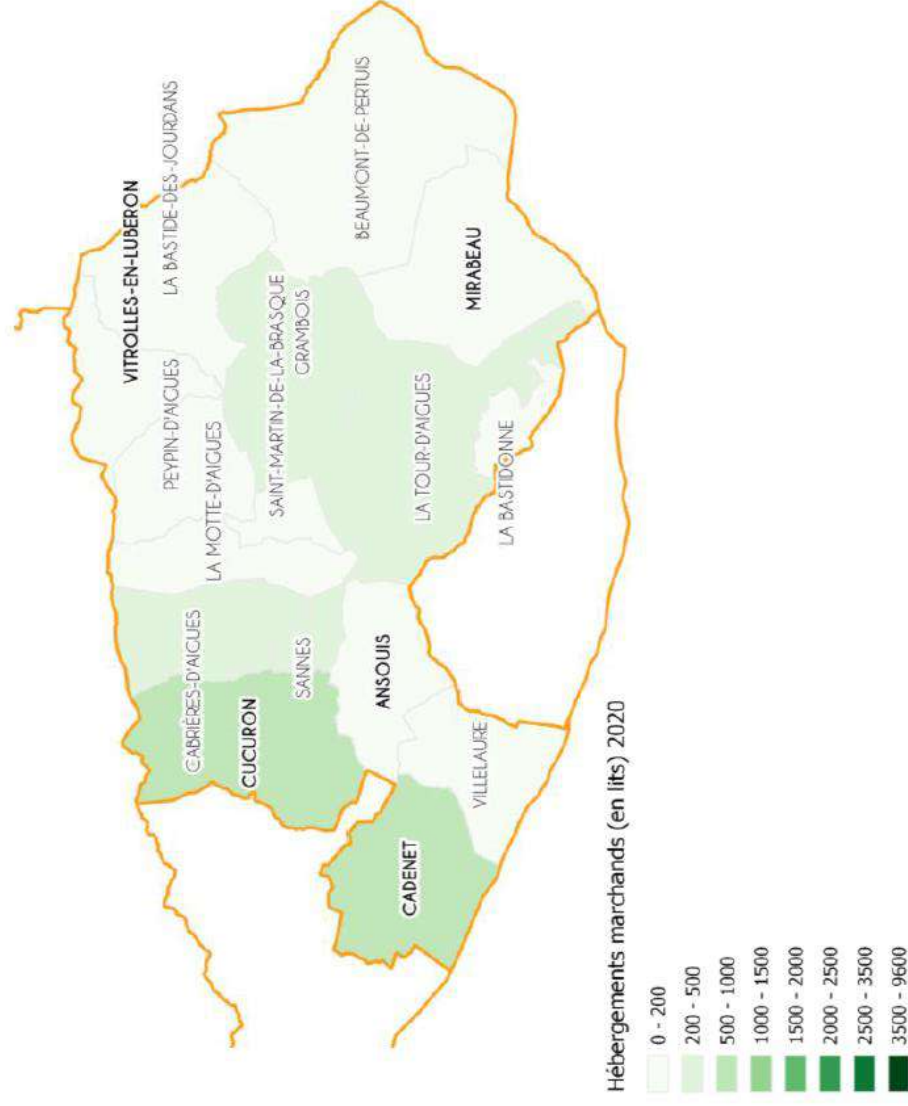 VITROLLES-EN-LUBERON
LA BASTIDE-DES-JOURDANS
PEYPIN-D'AIGUES
CABRIÈRES-D'AIGUES
LA MOTTE-D'AIGUES
CUCURON
SANNES
SAINT-MARTIN-DE-LA-BRASQUE
GRAMBOIS
BEAUMONT-DE-PERTUIS
ANSOUIS
LA TOUR-D'AIGUES
MIRABEAU
CADENET
VILLELAURE
LA BASTIDONNE
Hébergements marchands (en lits) 2020
0 - 200
200 - 500
500 - 1000
1000 - 1500
1500 - 2000
2000 - 2500
2500 - 3500
3500 - 9600